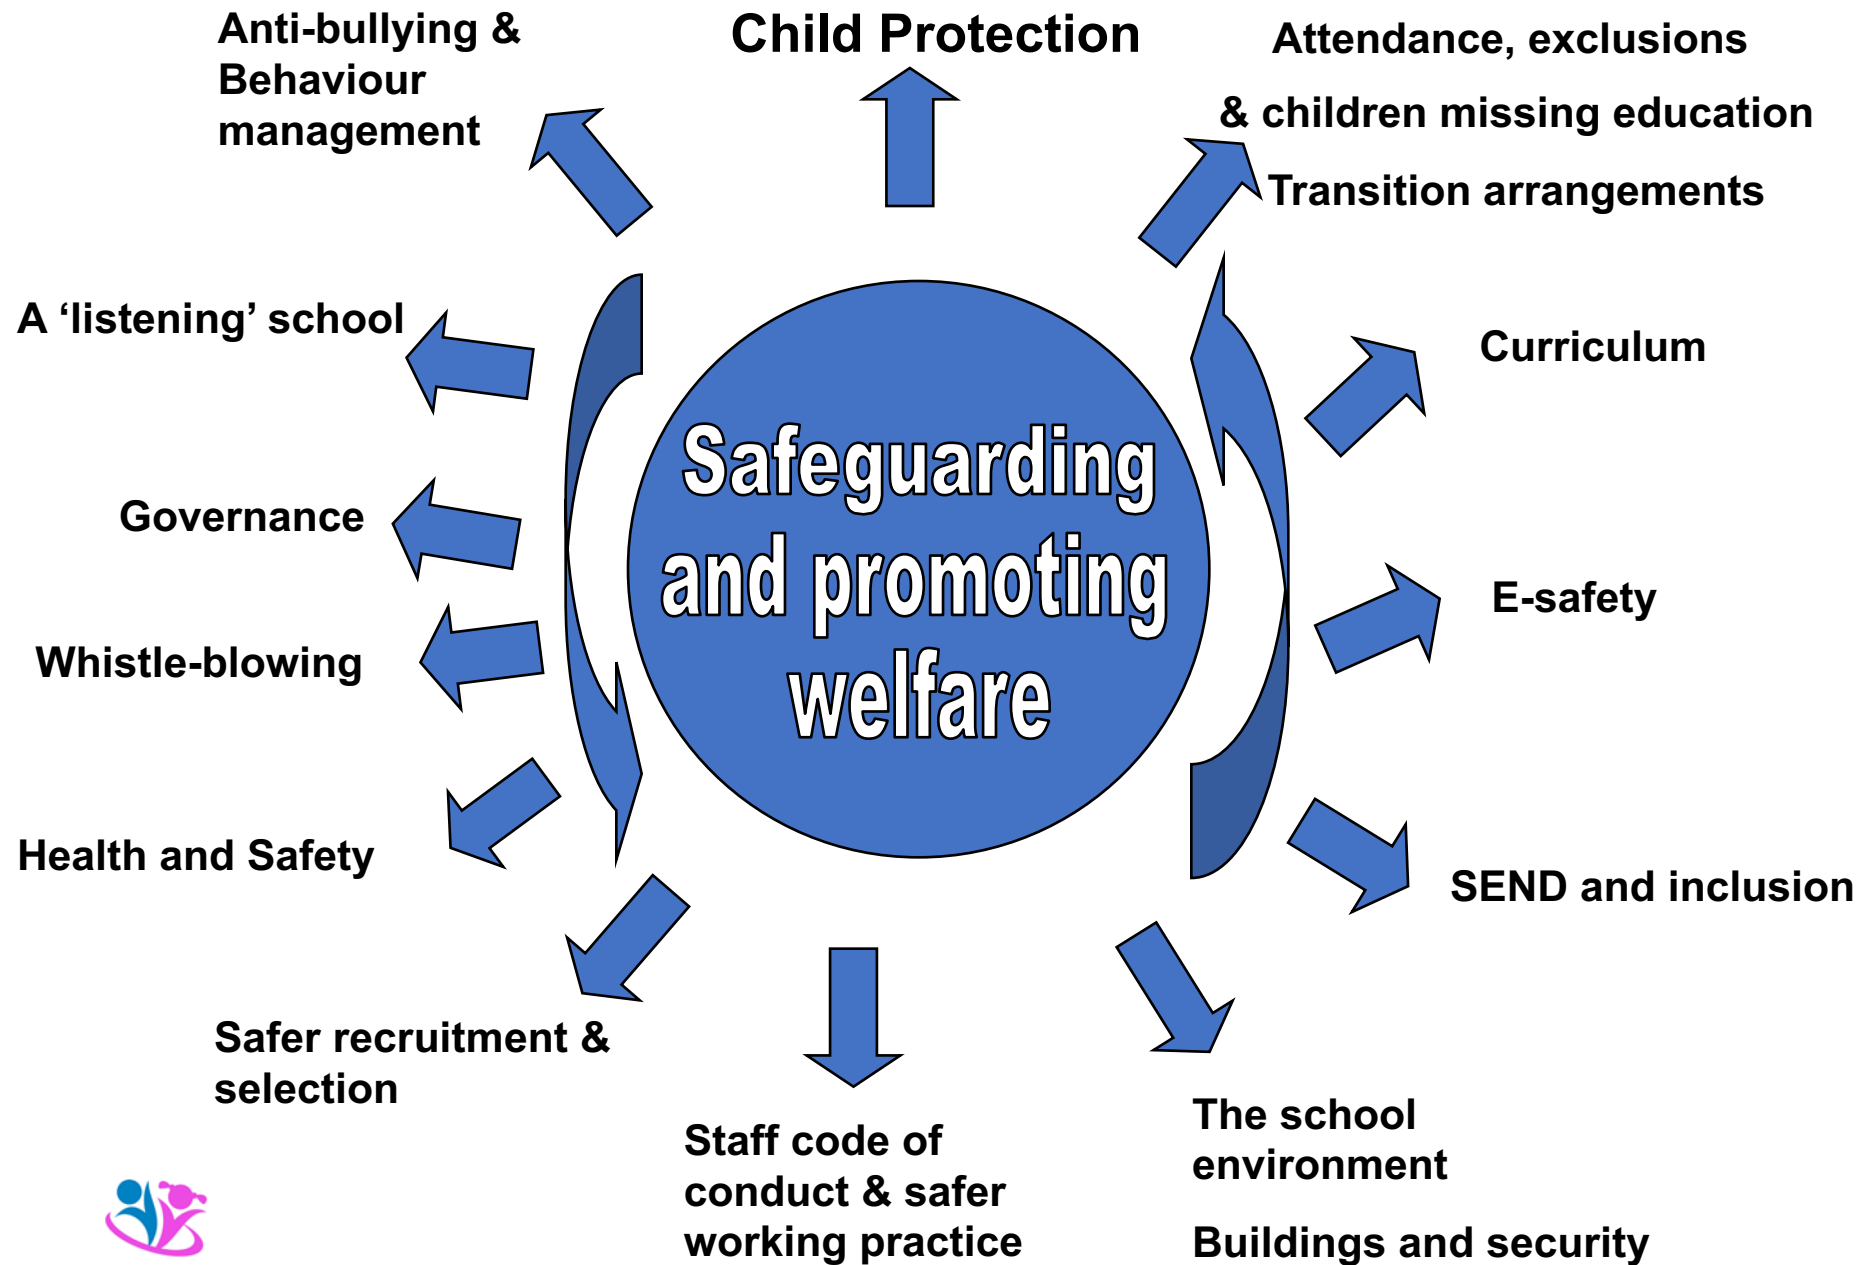 Anti-bullying &
Behaviour
management
Child Protection
Attendance, exclusions
& children missing education
Transition arrangements
A ‘listening’ school
Curriculum
Governance
E-safety
Whistle-blowing
Health and Safety
SEND and inclusion
Safeguarding
and promoting
welfare
Safer recruitment &
selection
Staff code of
conduct & safer
working practice
The school
environment
Buildings and security